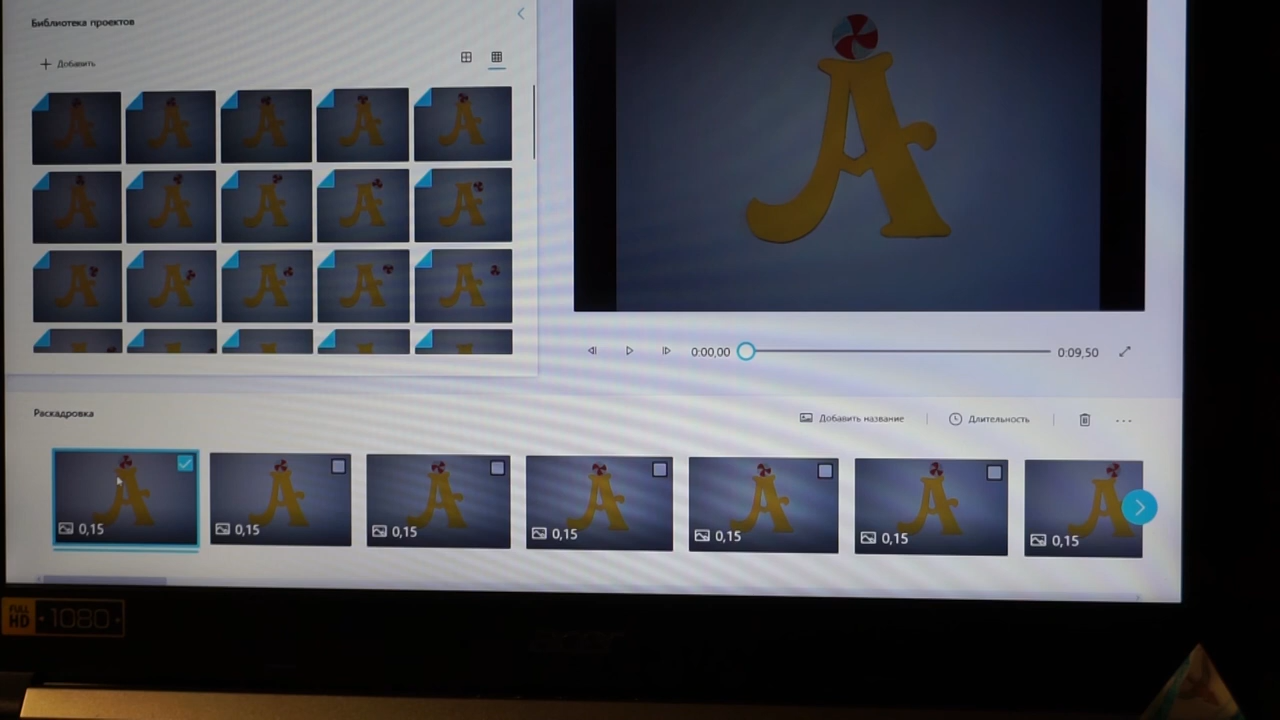 Библиотека проектов
Добавить
A
0:00,00
0:09,50
Раскадровка
Добавить название
Длительность
0,15
0,15
0,15
0,15
0,15
0,15
0,15
FULL HD 1080
acer